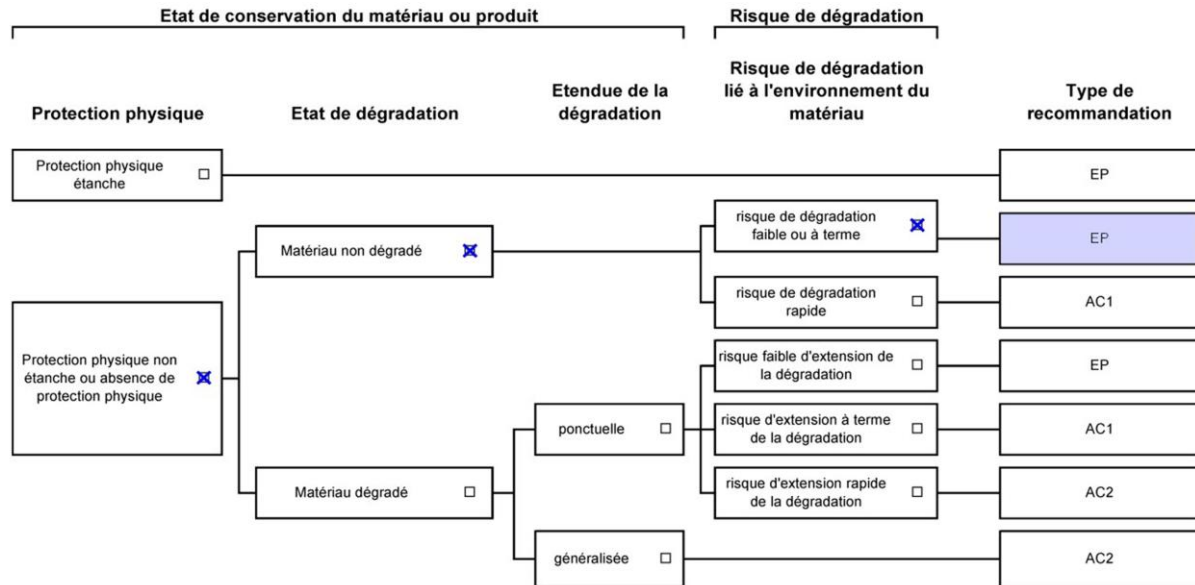 Etat de conservation du matériau ou produit
Risque de dégradation
Protection physique
Etat de dégradation
Etendue de la
dégradation
Risque de dégradation
lié à l'environnement du
matériau
Type de
recommandation
Protection physique
étanche
EP
risque de dégradation
faible ou à terme
EP
Matériau non dégradé
risque de dégradation
rapide
AC1
Protection physique non
étanche ou absence de
protection physique
risque faible d'extension de
la dégradation
EP
ponctuelle
risque d'extension à terme
de la dégradation
AC1
Matériau dégradé
risque d'extension rapide
de la dégradation
AC2
généralisée
AC2